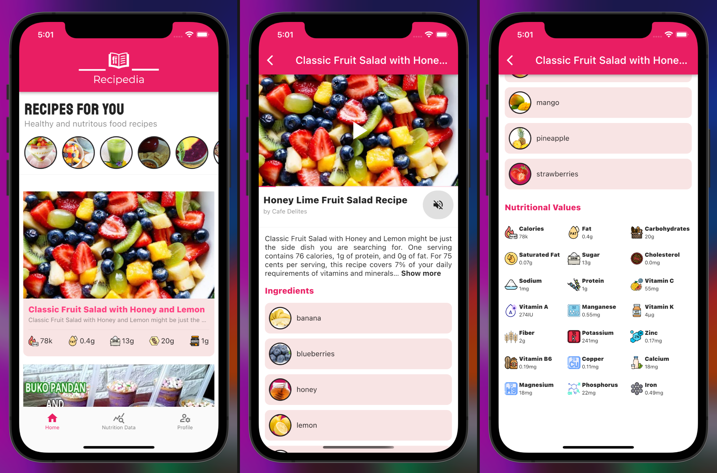 5:01
Recipedia
RECIPES FOR YOU
Healthy and nutritous food recipes
Classic Fruit Salad with Honey and Lemon
Classic Fruit Salad with Honey and Lemon might be just the ...
78k
0.4g
13g
20g
1g
BUKO PANDAN
AND
Home
Nutrition Data
Profile
5:01
Classic Fruit Salad with Hone...
Honey Lime Fruit Salad Recipe
by Cafe Delites
Classic Fruit Salad with Honey and Lemon might be just
the side dish you are searching for. One serving
contains 76 calories, 1g of protein, and 0g of fat. For 75
cents per serving, this recipe covers 7% of your daily
requirements of vitamins and minerals... Show more
Ingredients
banana
blueberries
honey
lemon
5:01
Classic Fruit Salad with Hone...
mango
pineapple
strawberries
Nutritional Values
Calories
78k
Fat
0.4g
Carbohydrates
20g
Saturated Fat
0.07g
Sugar
13g
Cholesterol
0.0mg
Sodium
1mg
Protein
1g
Vitamin C
55mg
Vitamin A
274IU
Manganese
0.55mg
Vitamin K
4µg
Fiber
2g
Potassium
241mg
Zinc
0.17mg
Vitamin B6
0.19mg
Copper
0.11mg
Calcium
18mg
Magnesium
18mg
Phosphorus
22mg
Iron
0.49mg